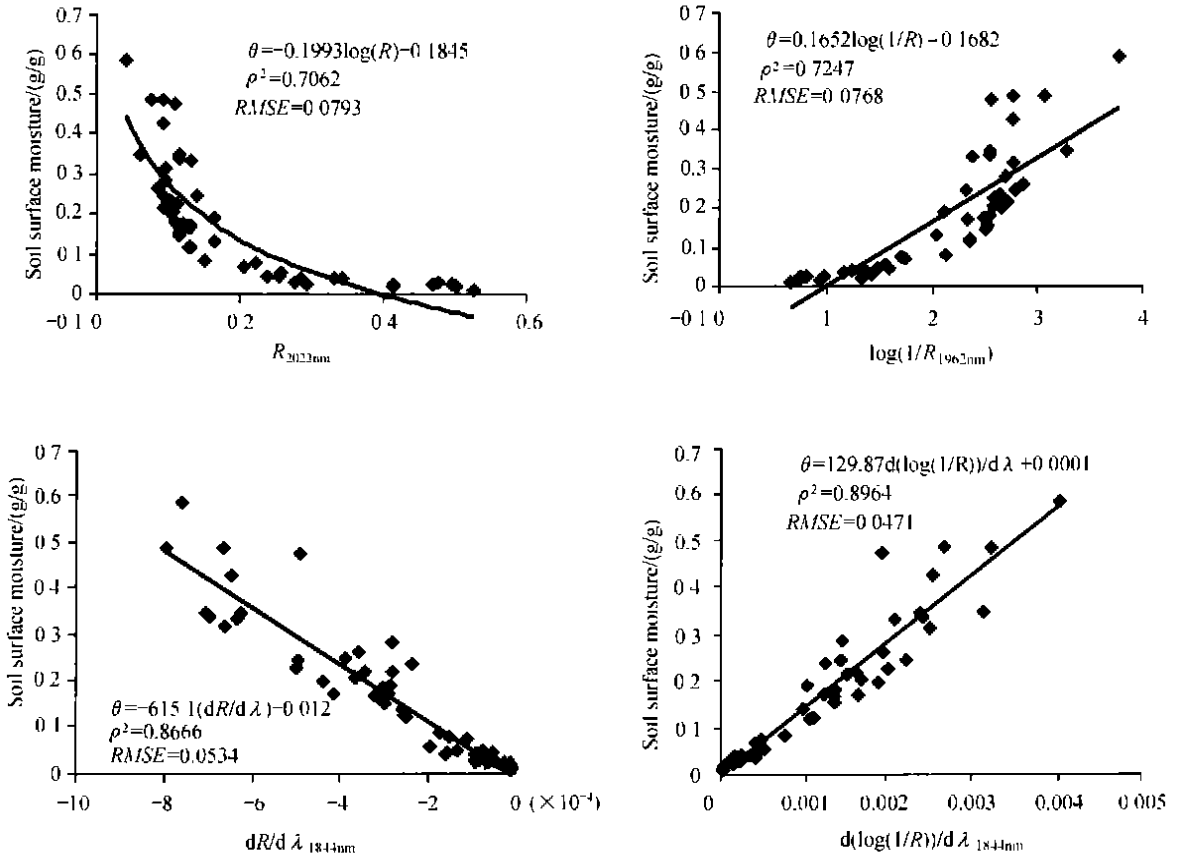 θ=-0.1993log(R)-0.1845
ρ²=0.7062
RMSE=0 0793
Soil surface moisture/(g/g)
0 7
0 6
0 5
0 4
0 3
0 2
0 1
0
-0 1 0
0 2
0 4
0.6
R2022nm
θ=0.1652log(1/R)-0 1682
ρ²=0 7247
RMSE=0 0768
Soil surface moisture/(g/g)
0 7
0 6
0 5
0 4
0 3
0 2
0 1
0
-0 1 0
1
2
3
4
log(1/R1962nm)
θ=-615 1(dR/dλ)-0 012
ρ²=0.8666
RMSE=0.0534
Soil surface moisture/(g/g)
0 7
0 6
0 5
0 4
0 3
0 2
0 1
0
-10
-8
-6
-4
-2
0 (×10⁻⁴)
dR/dλ1844nm
θ=129.87d(log(1/R))/dλ+0.0001
ρ²=0.8964
RMSE=0.0471
Soil surface moisture/(g/g)
0 7
0 6
0 5
0 4
0 3
0 2
0 1
0
0
0.001
0.002
0.003
0.004
0.005
d(log(1/R))/dλ1844nm